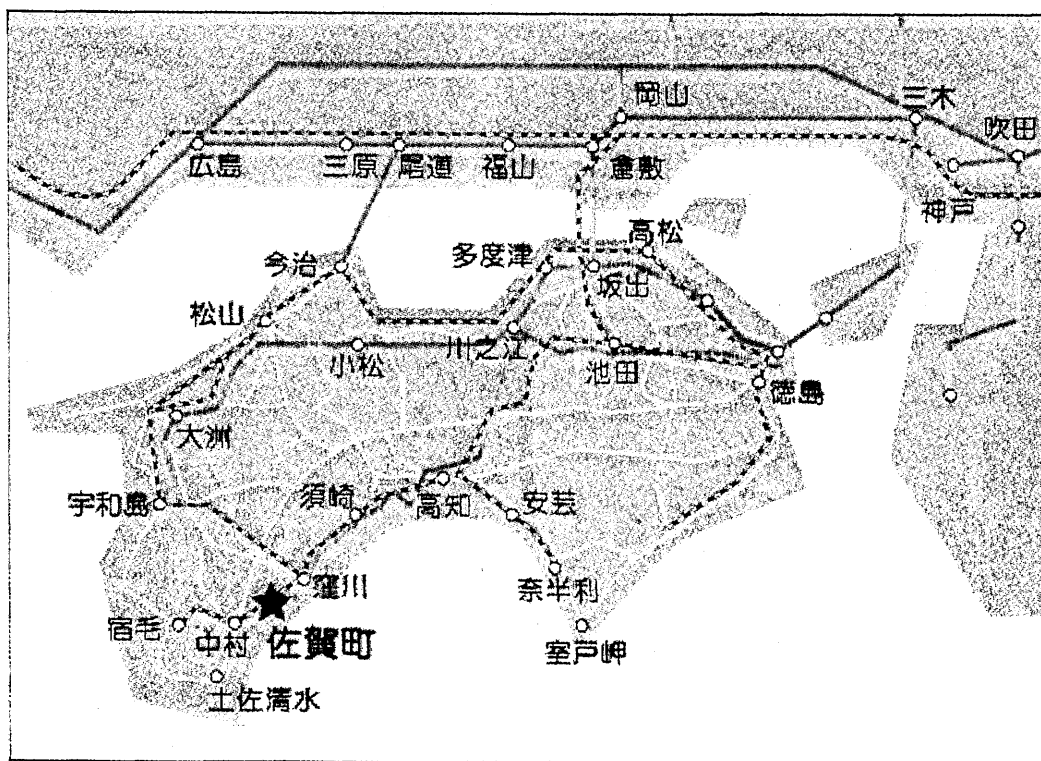 岡山
三木
吹田
広島
三原
尾道
福山
倉敷
神戸
高松
今治
多度津
坂出
松山
小松
川之江
池田
徳島
大洲
宇和島
須崎
高知
安芸
窪川
奈半利
宿毛
中村
佐賀町
室戸岬
土佐清水